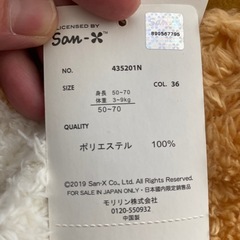 LICENSED BY
San-X
NO. 435201N
SIZE COL. 36
身長 50-70
体重 3-9kg
50-70
QUALITY
ポリエステル 100%
©2019 San-X Co., Ltd. All Rights Reserved.
FOR SALE IN JAPAN ONLY・日本国内限定販売品
モリリン株式会社
0120-550932
中国製